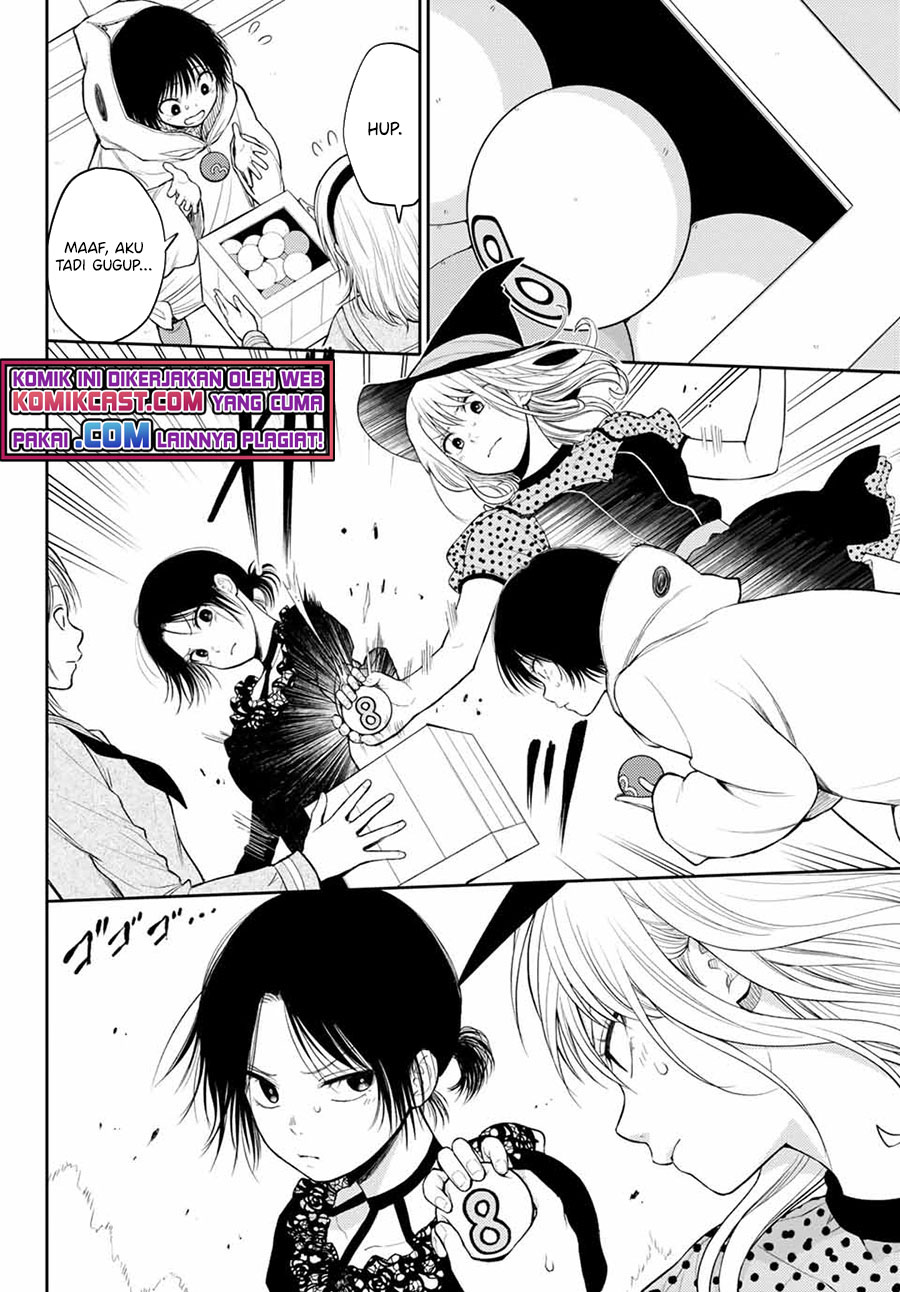 HUP.
MAAF, AKU
TADI GUGUP...
KOMIK INI DIKERJAKAN OLEH WEB
KOMIKCAST.COM YANG CUMA
PAKAI .COM LAINNYA PLAGIAT!
8
ゴゴゴ...
8